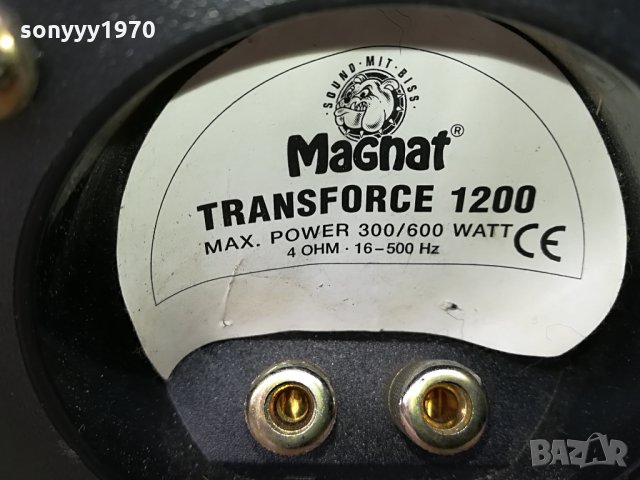 sonyyy1970
SOUND · MIT · BISS
MAGNAT®
TRANSFORCE 1200
MAX. POWER 300/600 WATT
4 OHM · 16–500 Hz
CE
BAZAR